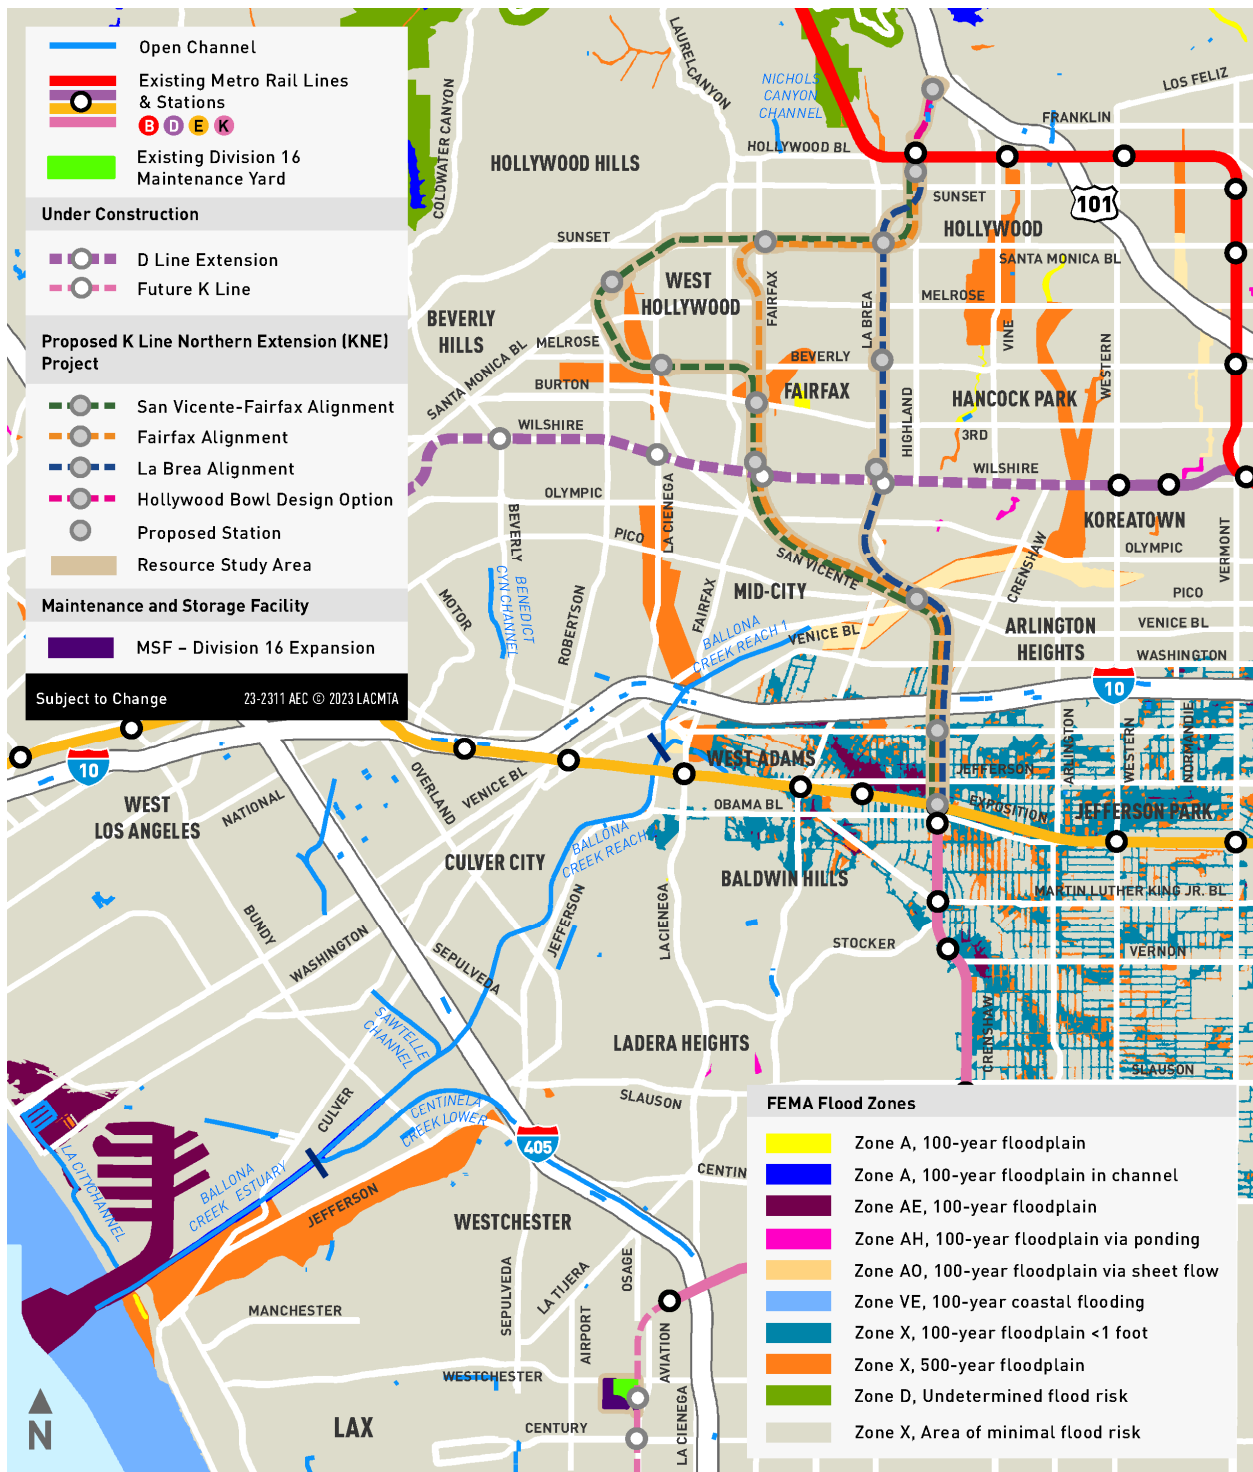 Open Channel
Existing Metro Rail Lines
& Stations
B D E K
Existing Division 16
Maintenance Yard
Under Construction
D Line Extension
Future K Line
Proposed K Line Northern Extension (KNE)
Project
San Vicente-Fairfax Alignment
Fairfax Alignment
La Brea Alignment
Hollywood Bowl Design Option
Proposed Station
Resource Study Area
Maintenance and Storage Facility
MSF – Division 16 Expansion
Subject to Change 23-2311 AEC © 2023 LACMTA
COLDWATER CANYON
LAUREL CANYON
NICHOLS
CANYON
CHANNEL
LOS FELIZ
FRANKLIN
HOLLYWOOD BL
HOLLYWOOD HILLS
101
SUNSET
HOLLYWOOD
SUNSET
SANTA MONICA BL
WEST
HOLLYWOOD
FAIRFAX
LA BREA
MELROSE
VINE
WESTERN
BEVERLY
HILLS
SANTA MONICA BL
MELROSE
BURTON
BEVERLY
FAIRFAX
HIGHLAND
HANCOCK PARK
3RD
WILSHIRE
WILSHIRE
OLYMPIC
LA CIENEGA
KOREATOWN
BEVERLY
PICO
SAN VICENTE
CRENSHAW
OLYMPIC
VERMONT
BENEDICT
CYN CHANNEL
MOTOR
ROBERTSON
FAIRFAX
MID-CITY
PICO
BALLONA
CREEK REACH 1
VENICE BL
ARLINGTON
HEIGHTS
VENICE BL
WASHINGTON
10
10
WEST ADAMS
ARLINGTON
WESTERN
NORMANDIE
JEFFERSON
WEST
LOS ANGELES
NATIONAL
OVERLAND
VENICE BL
OBAMA BL
EXPOSITION
JEFFERSON PARK
BALLONA
CREEK REACH
CULVER CITY
BALDWIN HILLS
MARTIN LUTHER KING JR. BL
BUNDY
WASHINGTON
SEPULVEDA
JEFFERSON
LA CIENEGA
STOCKER
VERNON
SAWTELLE
CHANNEL
LADERA HEIGHTS
CRENSHAW
SLAUSON
CULVER
CENTINELA
CREEK LOWER
SLAUSON
405
LA CITY CHANNEL
BALLONA
CREEK ESTUARY
JEFFERSON
CENTIN
WESTCHESTER
SEPULVEDA
LA TIJERA
OSAGE
MANCHESTER
AIRPORT
AVIATION
WESTCHESTER
LA CIENEGA
CENTURY
LAX
N
FEMA Flood Zones
Zone A, 100-year floodplain
Zone A, 100-year floodplain in channel
Zone AE, 100-year floodplain
Zone AH, 100-year floodplain via ponding
Zone AO, 100-year floodplain via sheet flow
Zone VE, 100-year coastal flooding
Zone X, 100-year floodplain <1 foot
Zone X, 500-year floodplain
Zone D, Undetermined flood risk
Zone X, Area of minimal flood risk